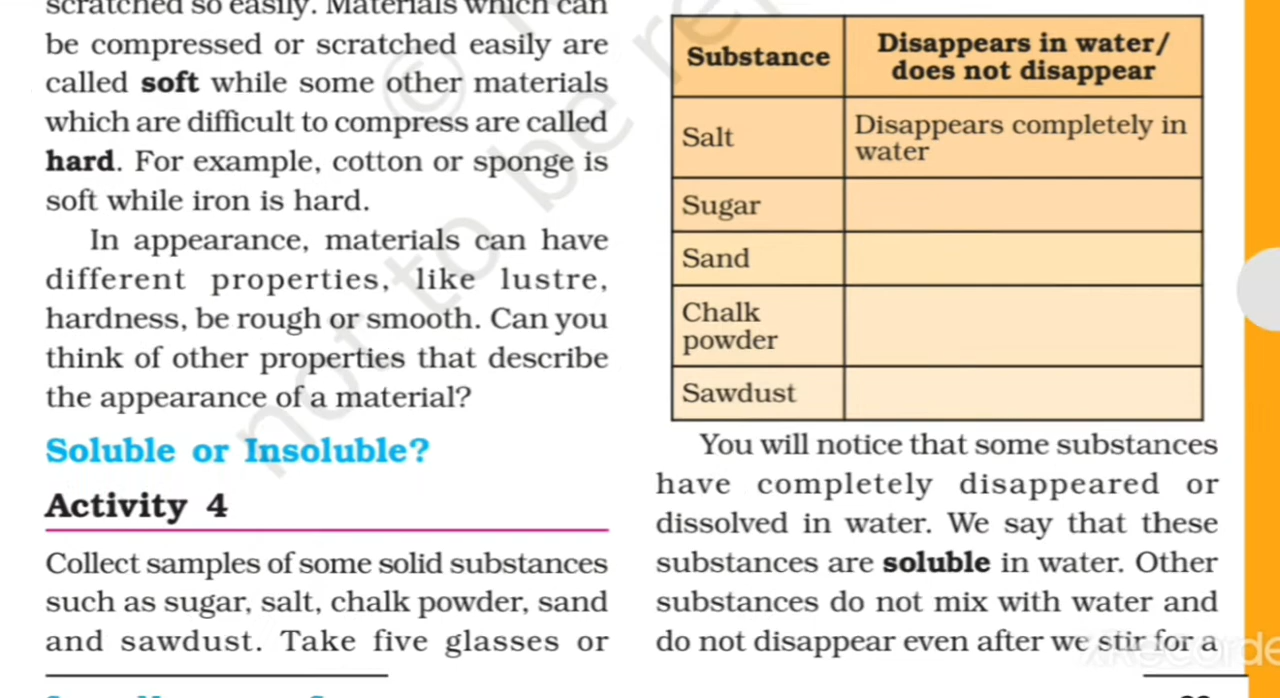 scratched so easily. Materials which can
be compressed or scratched easily are
called soft while some other materials
which are difficult to compress are called
hard. For example, cotton or sponge is
soft while iron is hard.
In appearance, materials can have
different properties, like lustre,
hardness, be rough or smooth. Can you
think of other properties that describe
the appearance of a material?
Soluble or Insoluble?
Activity 4
Collect samples of some solid substances
such as sugar, salt, chalk powder, sand
and sawdust. Take five glasses or
Substance
Disappears in water/
does not disappear
Salt
Disappears completely in
water
Sugar
Sand
Chalk
powder
Sawdust
You will notice that some substances
have completely disappeared or
dissolved in water. We say that these
substances are soluble in water. Other
substances do not mix with water and
do not disappear even after we stir for a
© not to be re